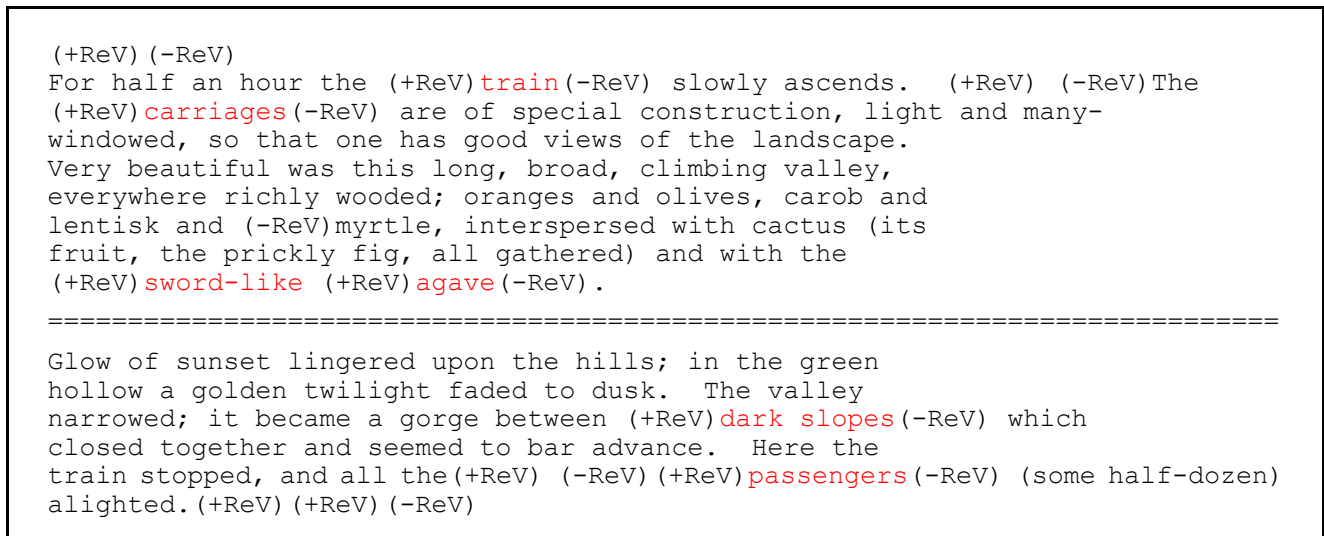 (+ReV)(-ReV)
For half an hour the (+ReV)train(-ReV) slowly ascends.  (+ReV) (-ReV)The
(+ReV)carriages(-ReV) are of special construction, light and many-
windowed, so that one has good views of the landscape.
Very beautiful was this long, broad, climbing valley,
everywhere richly wooded; oranges and olives, carob and
lentisk and (-ReV)myrtle, interspersed with cactus (its
fruit, the prickly fig, all gathered) and with the
(+ReV)sword-like (+ReV)agave(-ReV).
=============================================================================
Glow of sunset lingered upon the hills; in the green
hollow a golden twilight faded to dusk.  The valley
narrowed; it became a gorge between (+ReV)dark slopes(-ReV) which
closed together and seemed to bar advance.  Here the
train stopped, and all the(+ReV) (-ReV)(+ReV)passengers(-ReV) (some half-dozen)
alighted.(+ReV)(+ReV)(-ReV)